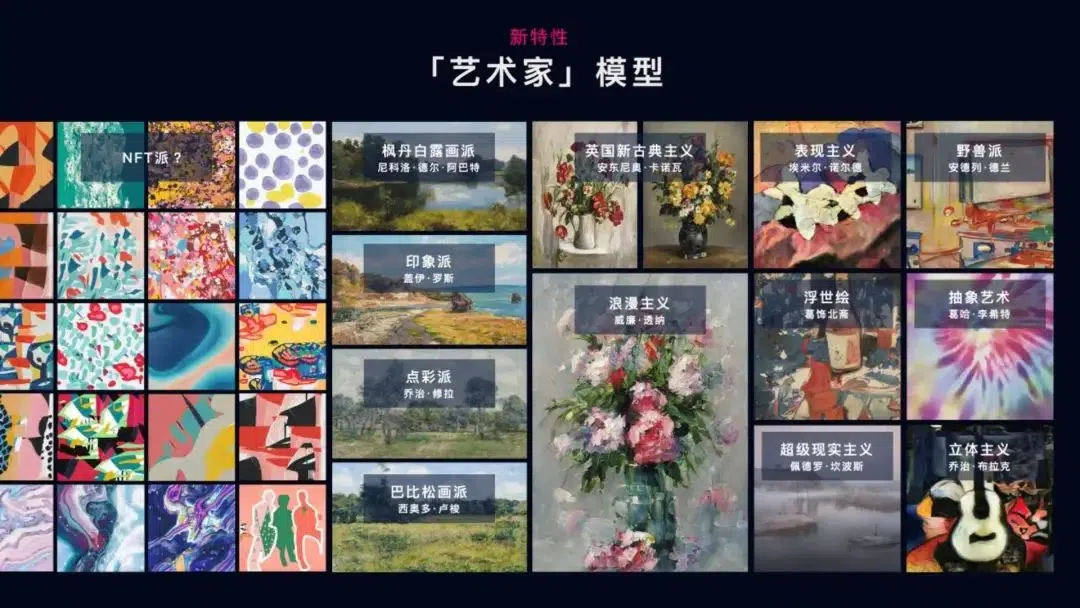 新特性
「艺术家」模型
NFT派？
枫丹白露画派
尼科洛·德尔·阿巴特
印象派
盖伊·罗斯
点彩派
乔治·修拉
巴比松画派
西奥多·卢梭
英国新古典主义
安东尼奥·卡诺瓦
浪漫主义
威廉·透纳
表现主义
埃米尔·诺尔德
野兽派
安德列·德兰
浮世绘
葛饰北斋
抽象艺术
葛哈·李希特
超级现实主义
佩德罗·坎波斯
立体主义
乔治·布拉克